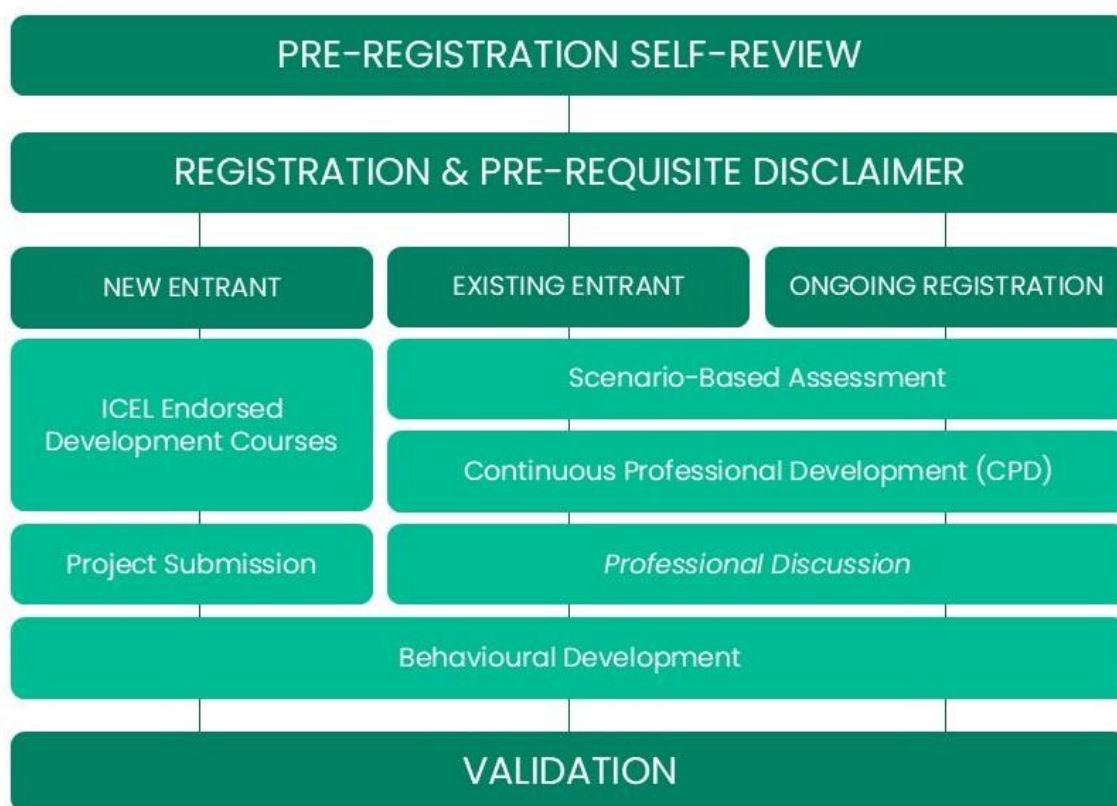 PRE-REGISTRATION SELF-REVIEW
REGISTRATION & PRE-REQUISITE DISCLAIMER
NEW ENTRANT
EXISTING ENTRANT
ONGOING REGISTRATION
ICEL Endorsed
Development Courses
Scenario-Based Assessment
Continuous Professional Development (CPD)
Project Submission
Professional Discussion
Behavioural Development
VALIDATION